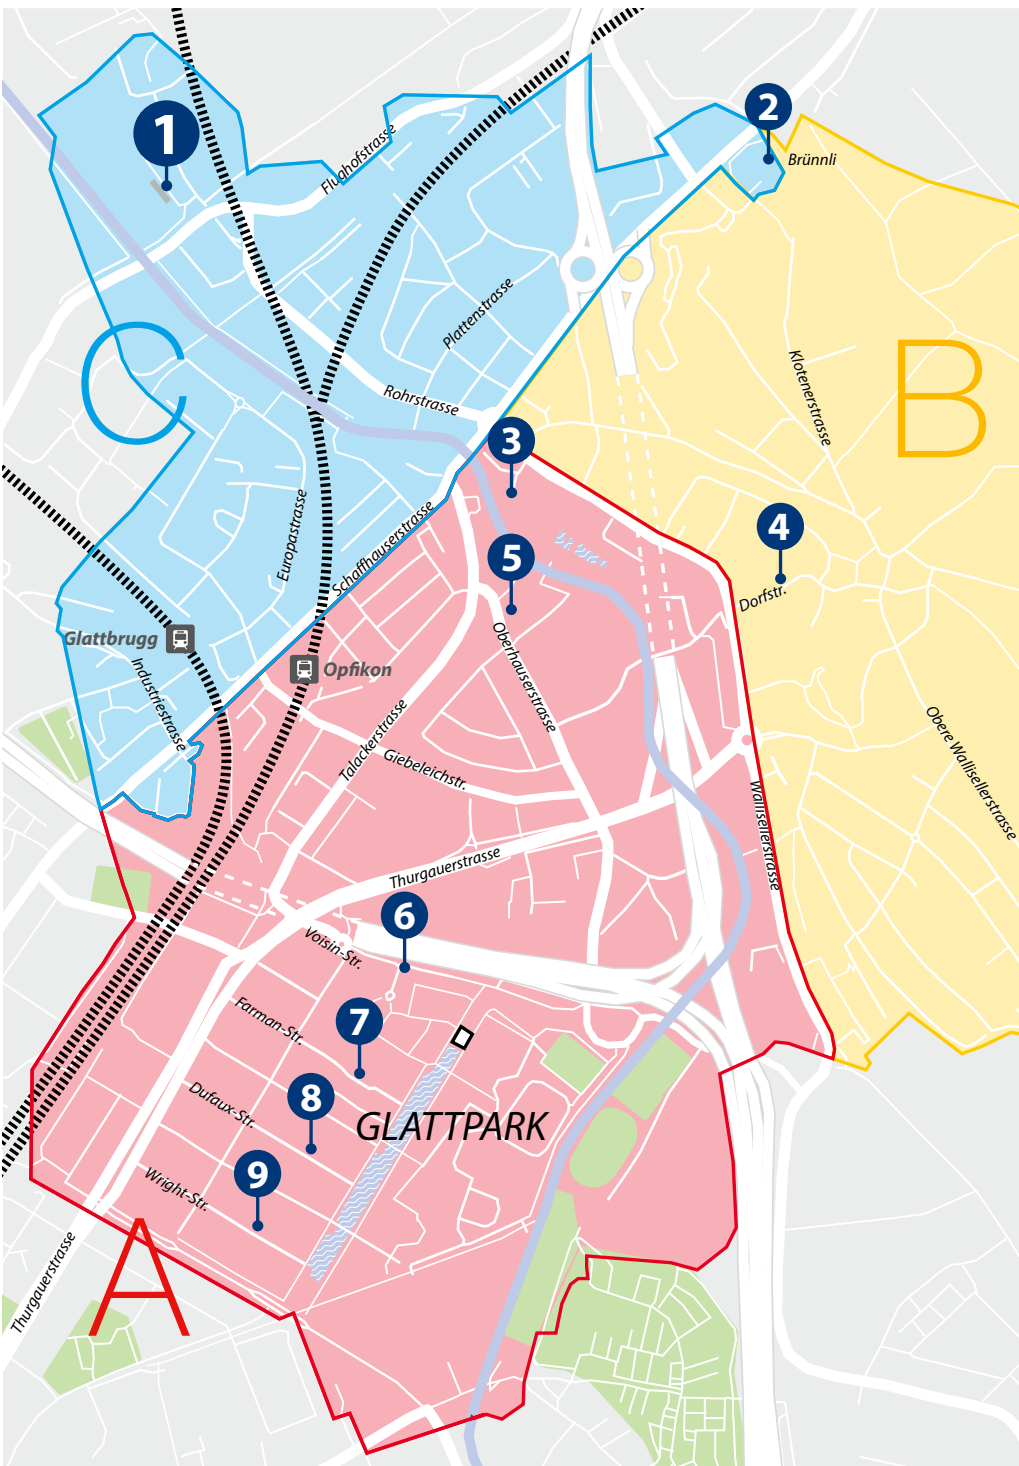 1
2
Brünnli
Flughofstrasse
Plattenstrasse
C
Klotenerstrasse
B
Rohrstrasse
3
Europastrasse
Schaffhauserstrasse
4
5
Dorfstr.
Glattbrugg
Opfikon
Industriestrasse
Oberhauserstrasse
Talackerstrasse
Giebeleichstr.
Obere Wallisellerstrasse
Wallisellerstrasse
Thurgauerstrasse
6
Voisin-Str.
Farman-Str.
7
8
Dufaux-Str.
GLATTPARK
9
Wright-Str.
A
Thurgauerstrasse